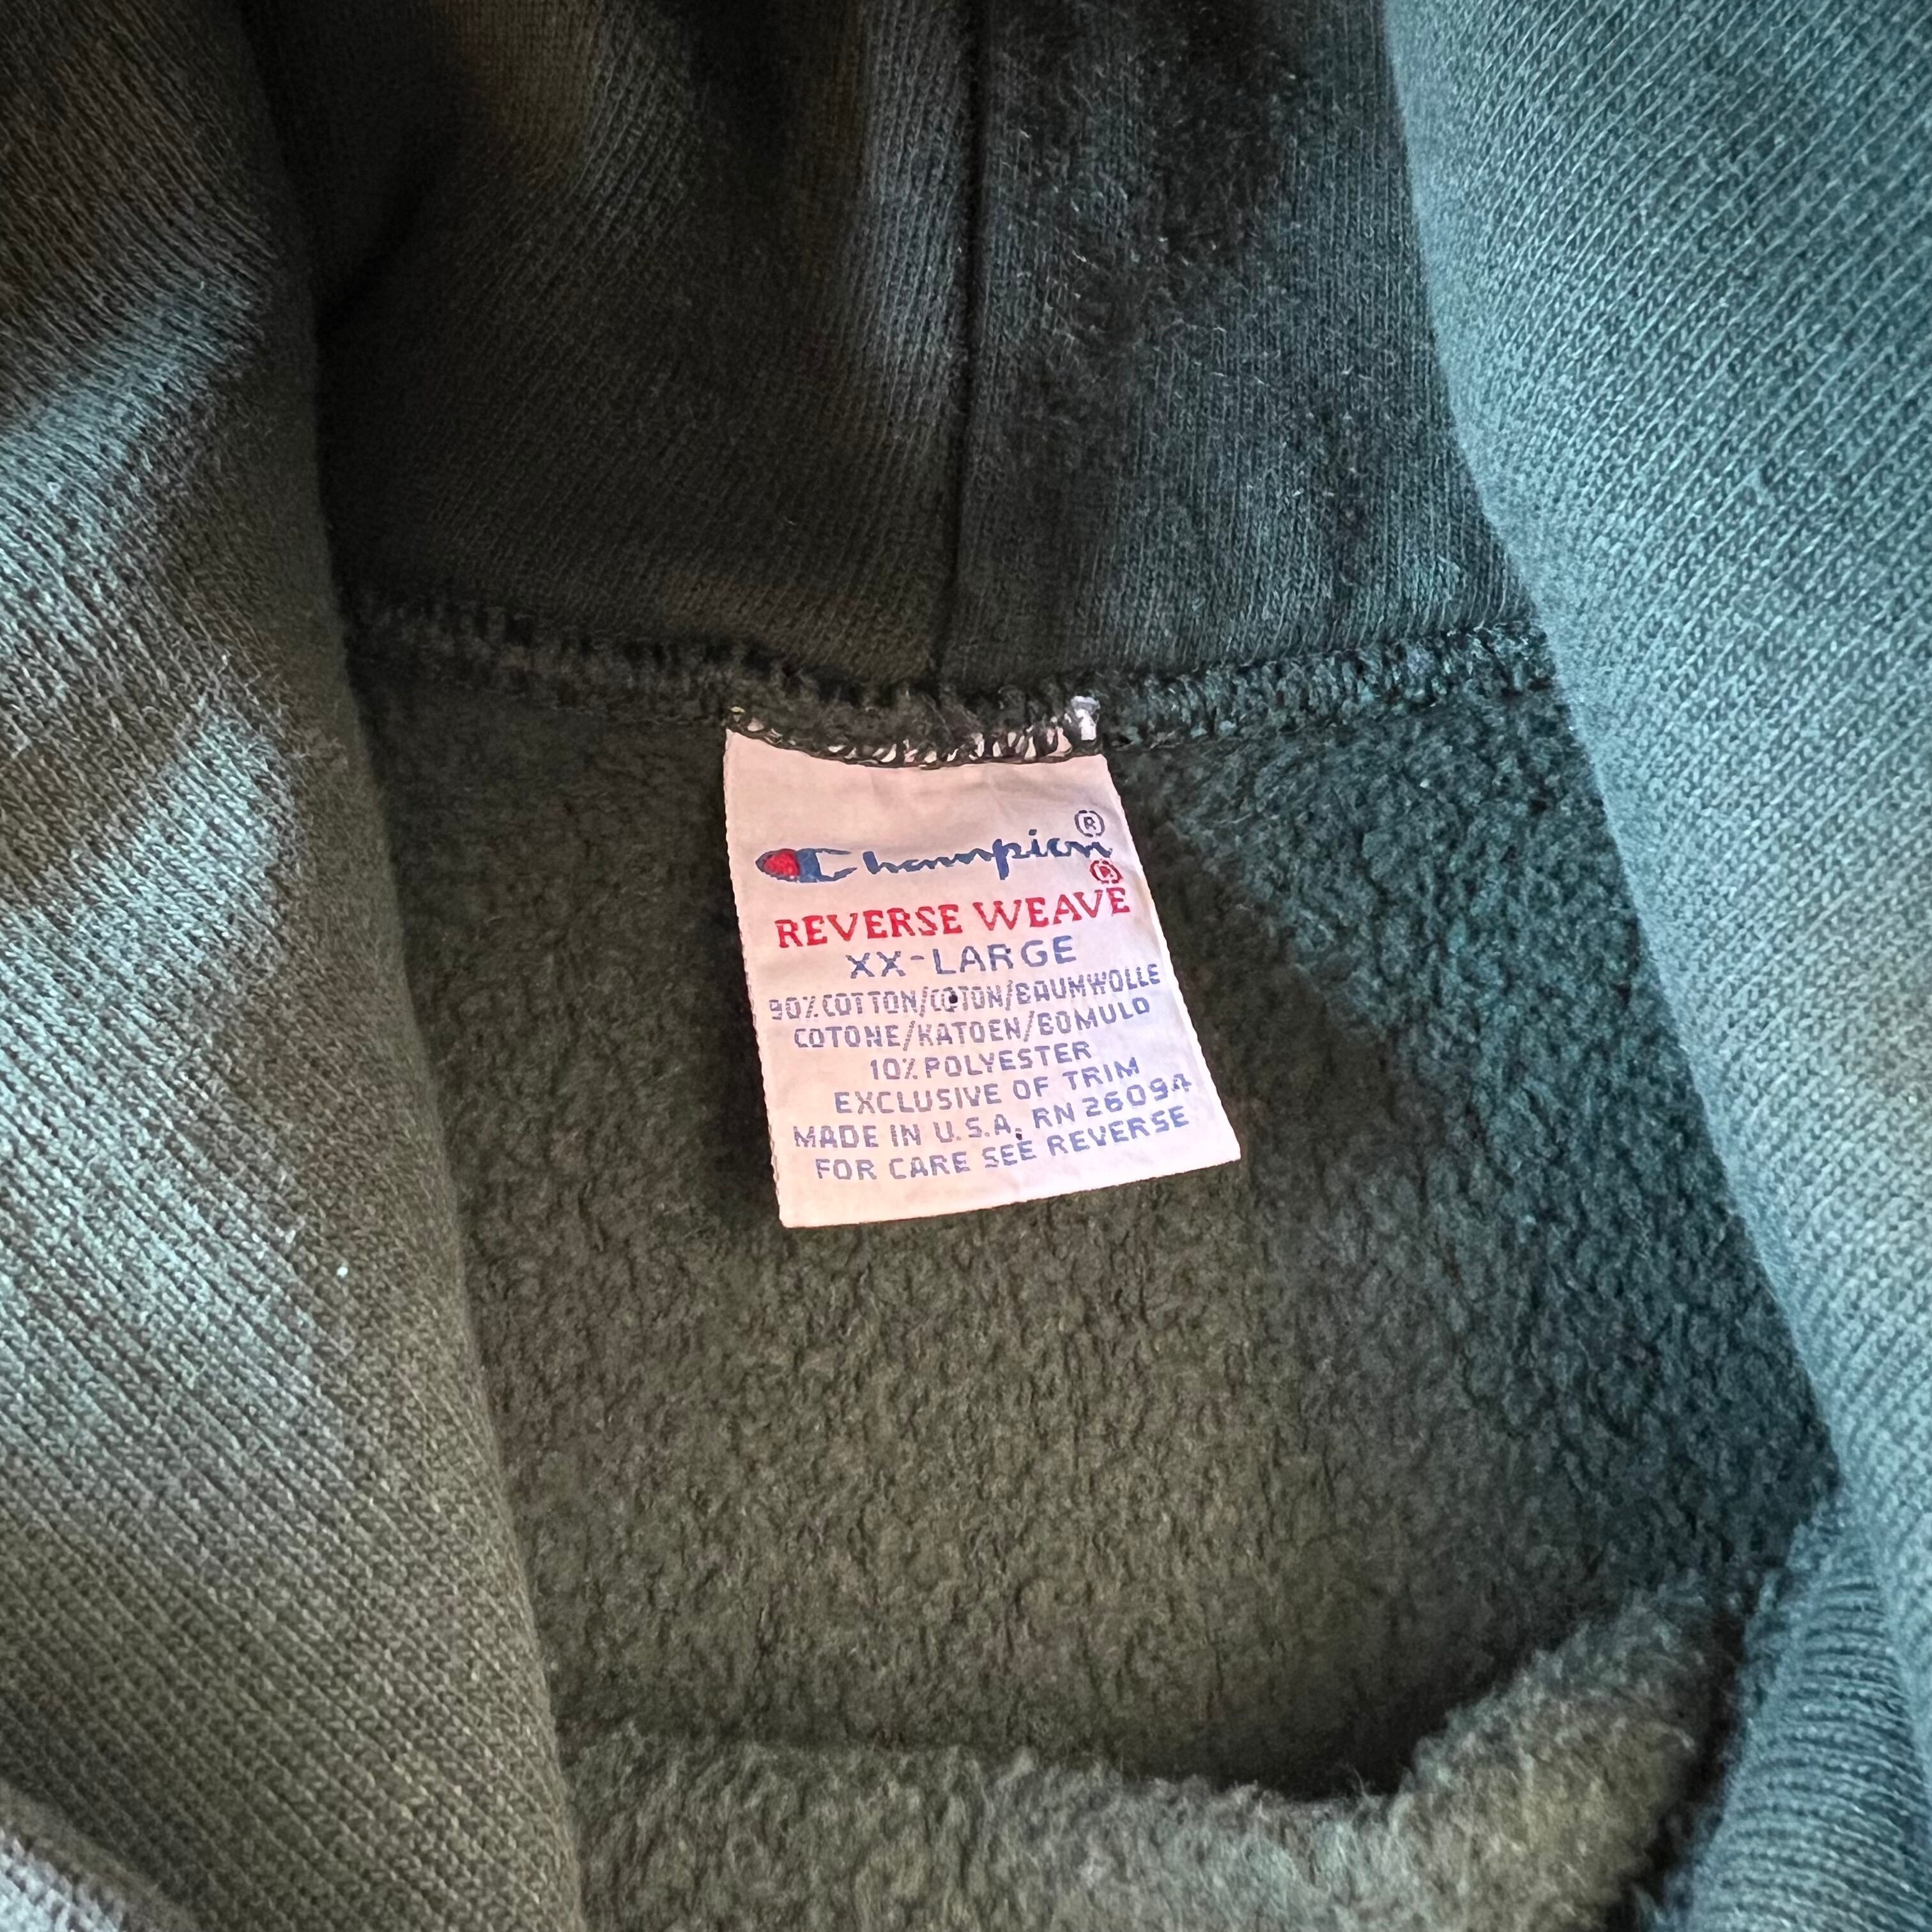 Champion®
REVERSE WEAVE®
XX-LARGE
90% COTTON/COTON/BAUMWOLLE
COTONE/KATOEN/BOMULD
10% POLYESTER
EXCLUSIVE OF TRIM
MADE IN U.S.A. RN 26094
FOR CARE SEE REVERSE